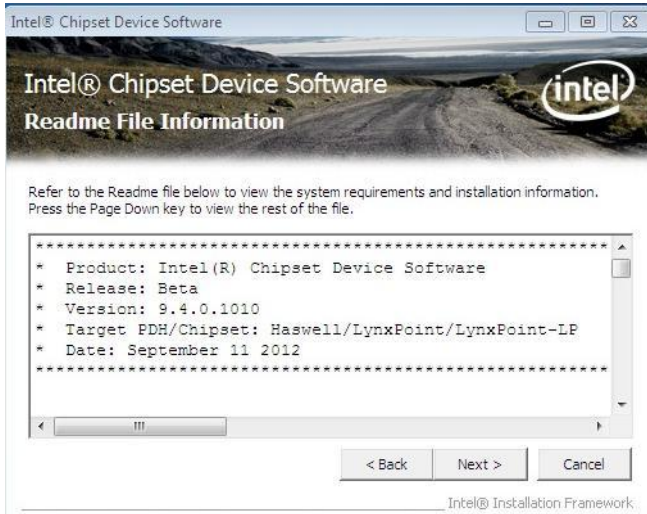 Intel® Chipset Device Software
Intel® Chipset Device Software
intel
Readme File Information
Refer to the Readme file below to view the system requirements and installation information.
Press the Page Down key to view the rest of the file.
************************************************************
* Product: Intel(R) Chipset Device Software
* Release: Beta
* Version: 9.4.0.1010
* Target PDH/Chipset: Haswell/LynxPoint/LynxPoint-LP
* Date: September 11 2012
************************************************************
< Back
Next >
Cancel
Intel® Installation Framework